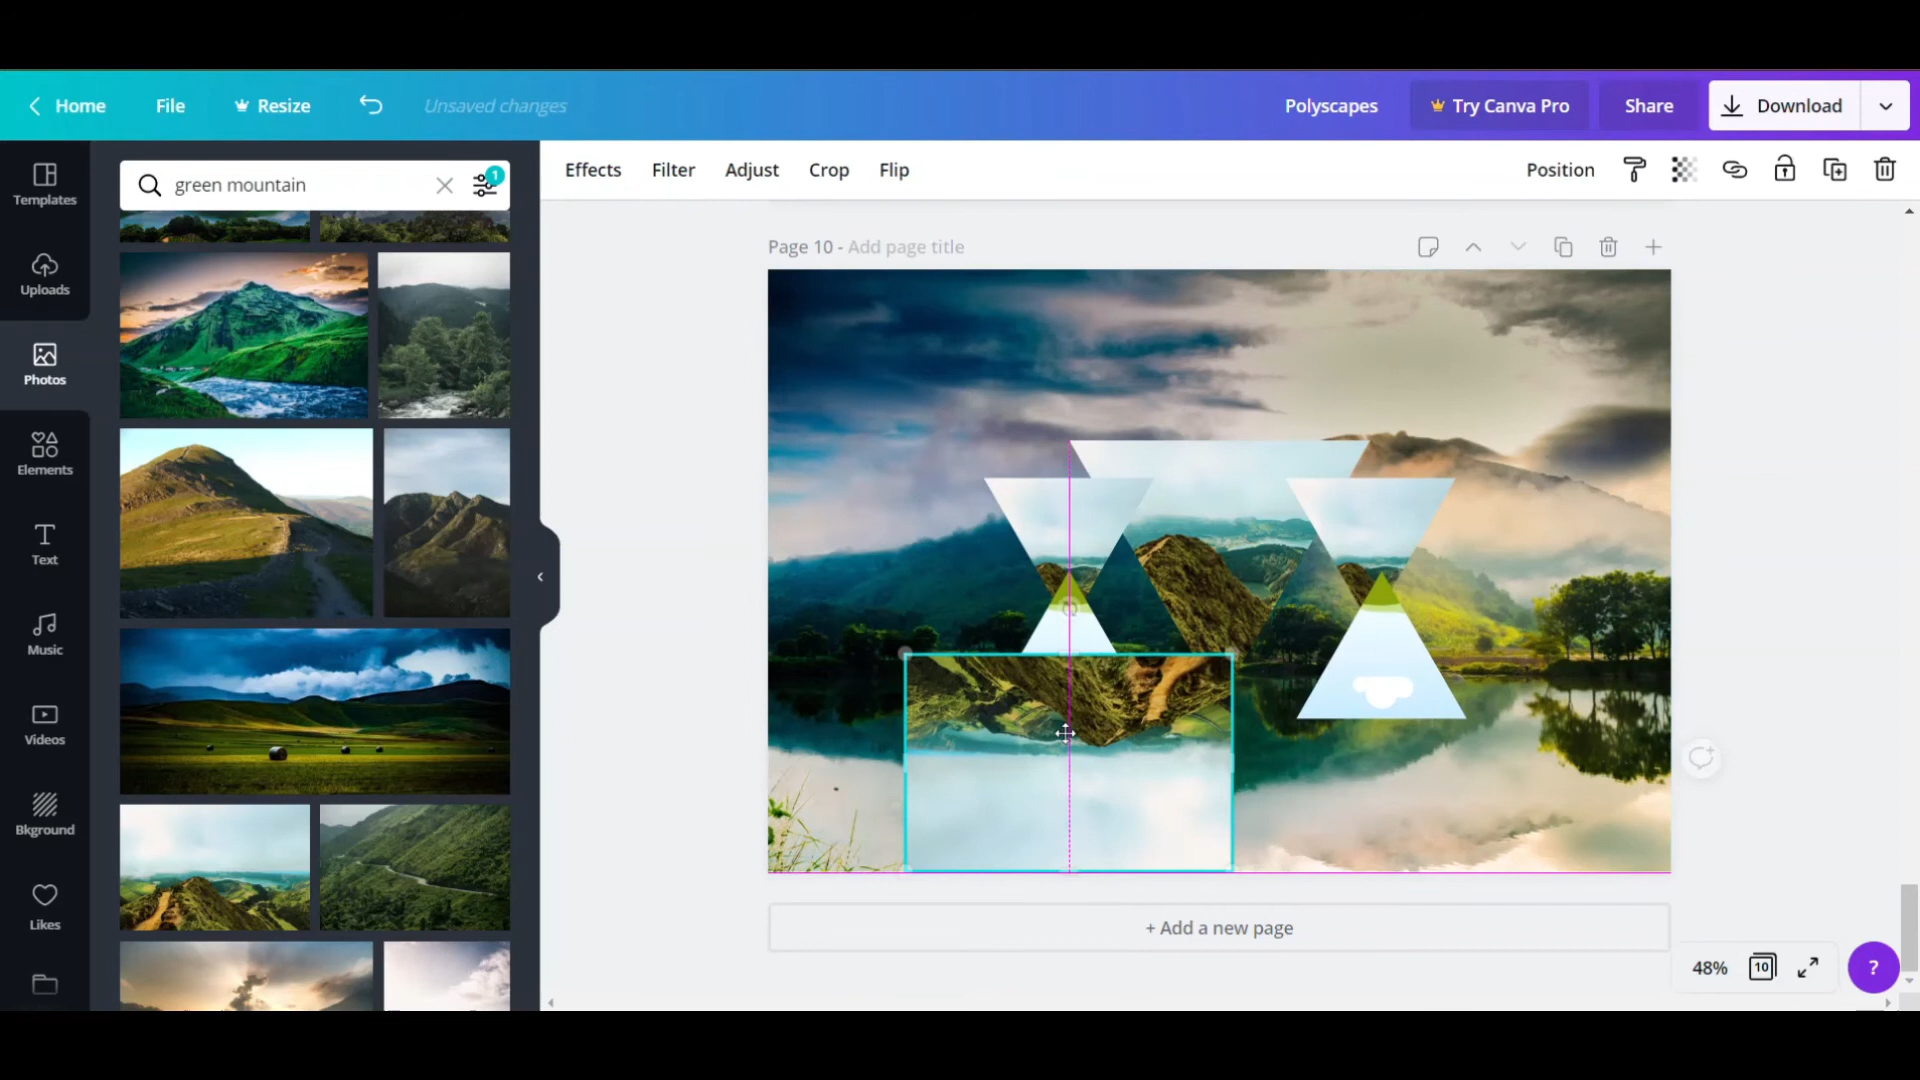 Home File Resize Unsaved changes Polyscapes Try Canva Pro Share Download
Templates
green mountain
1
Effects Filter Adjust Crop Flip Position
Uploads
Page 10 - Add page title
Photos
Elements
Text
Music
Videos
Bkground
Likes
+ Add a new page
48% 10 ?